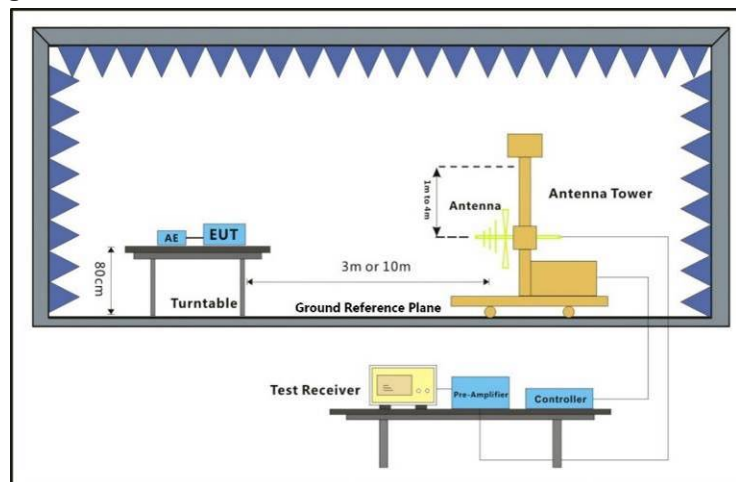 1m to 4m
Antenna
Antenna Tower
AE
EUT
80cm
3m or 10m
Turntable
Ground Reference Plane
Test Receiver
Pre-Amplifier
Controller